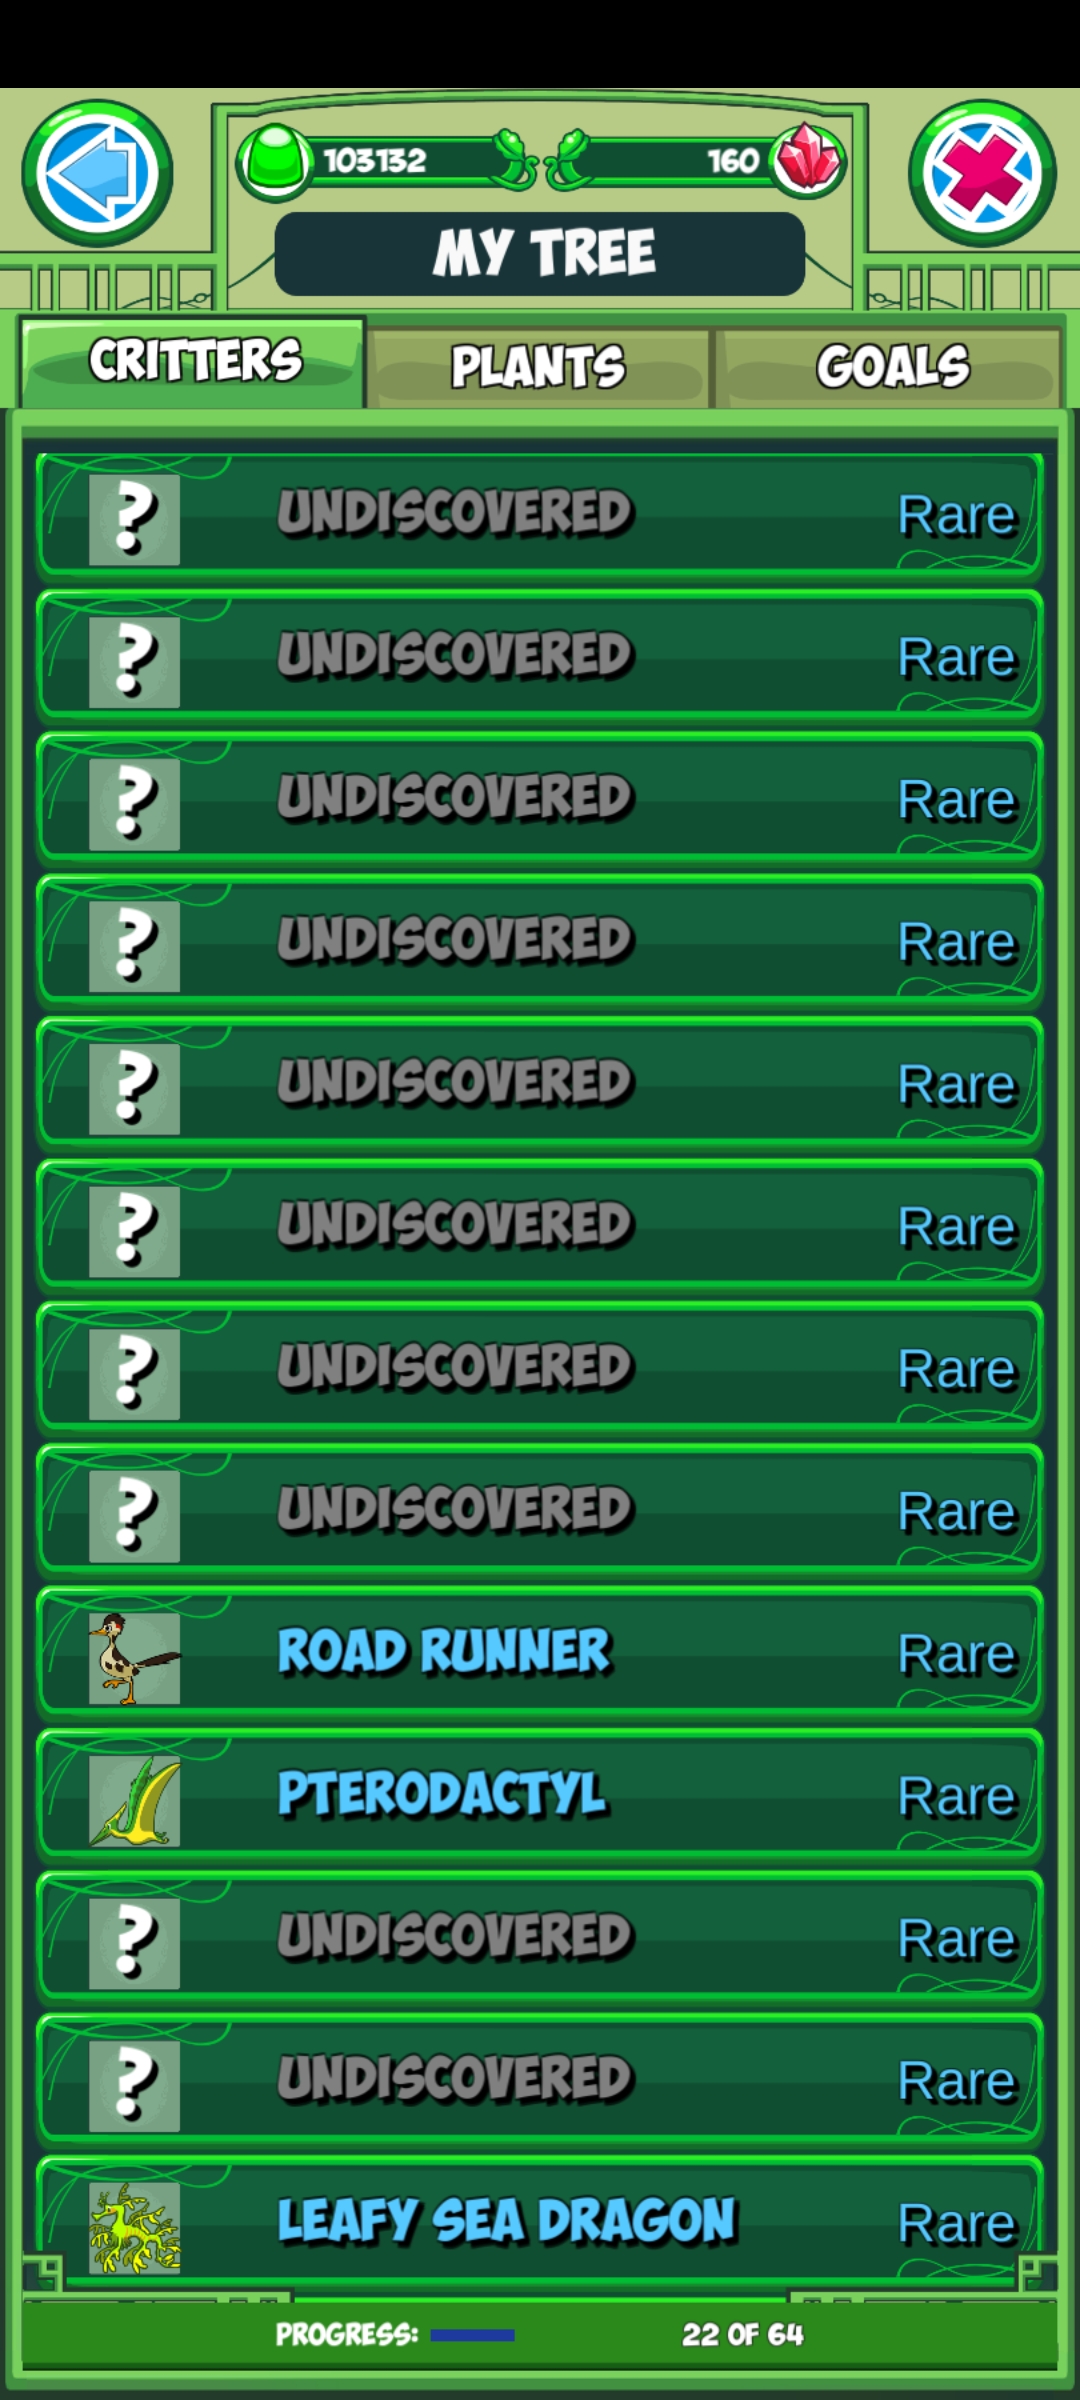 103132
160
MY TREE
CRITTERS
PLANTS
GOALS
? UNDISCOVERED Rare
? UNDISCOVERED Rare
? UNDISCOVERED Rare
? UNDISCOVERED Rare
? UNDISCOVERED Rare
? UNDISCOVERED Rare
? UNDISCOVERED Rare
? UNDISCOVERED Rare
ROAD RUNNER Rare
PTERODACTYL Rare
? UNDISCOVERED Rare
? UNDISCOVERED Rare
LEAFY SEA DRAGON Rare
PROGRESS: 22 OF 64